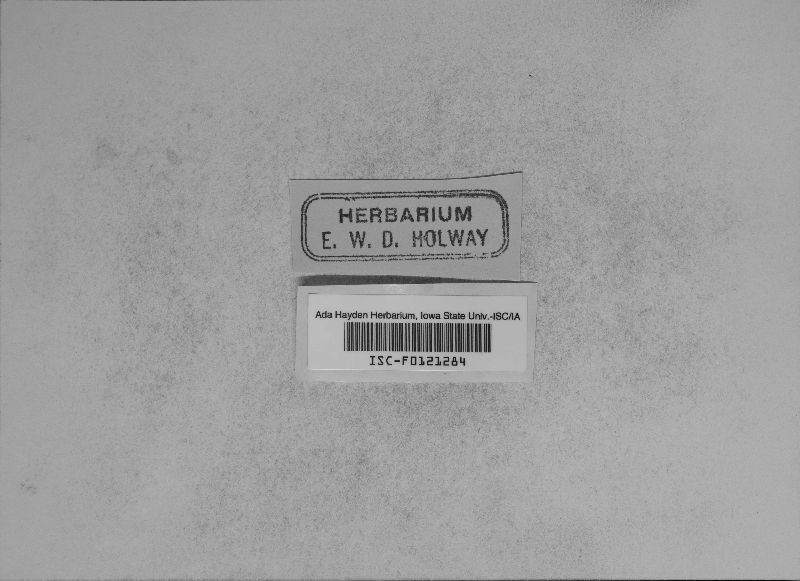 HERBARIUM
E. W. D. HOLWAY
Ada Hayden Herbarium, Iowa State Univ.-ISC/IA
ISC-F0121284